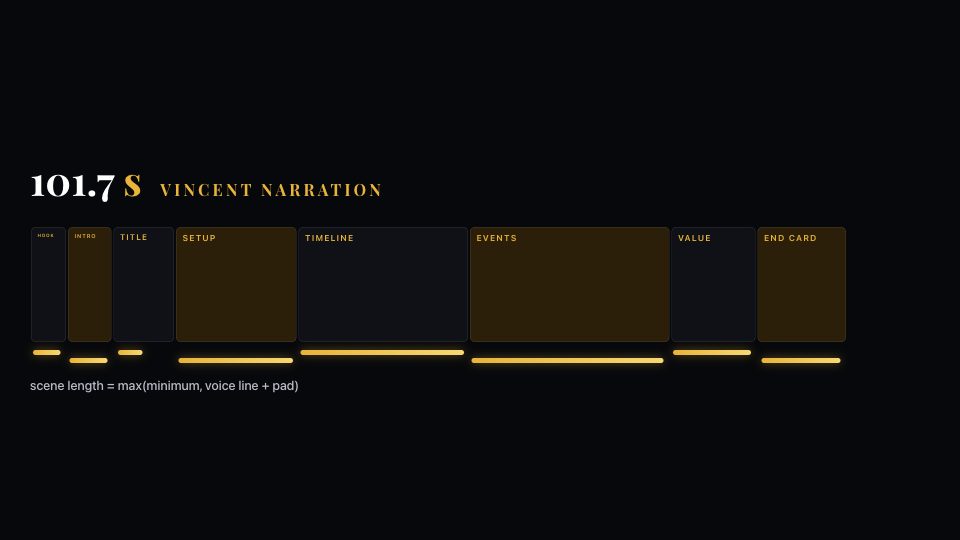 101.7 S VINCENT NARRATION
HOOK INTRO TITLE SETUP TIMELINE EVENTS VALUE END CARD
scene length = max(minimum, voice line + pad)